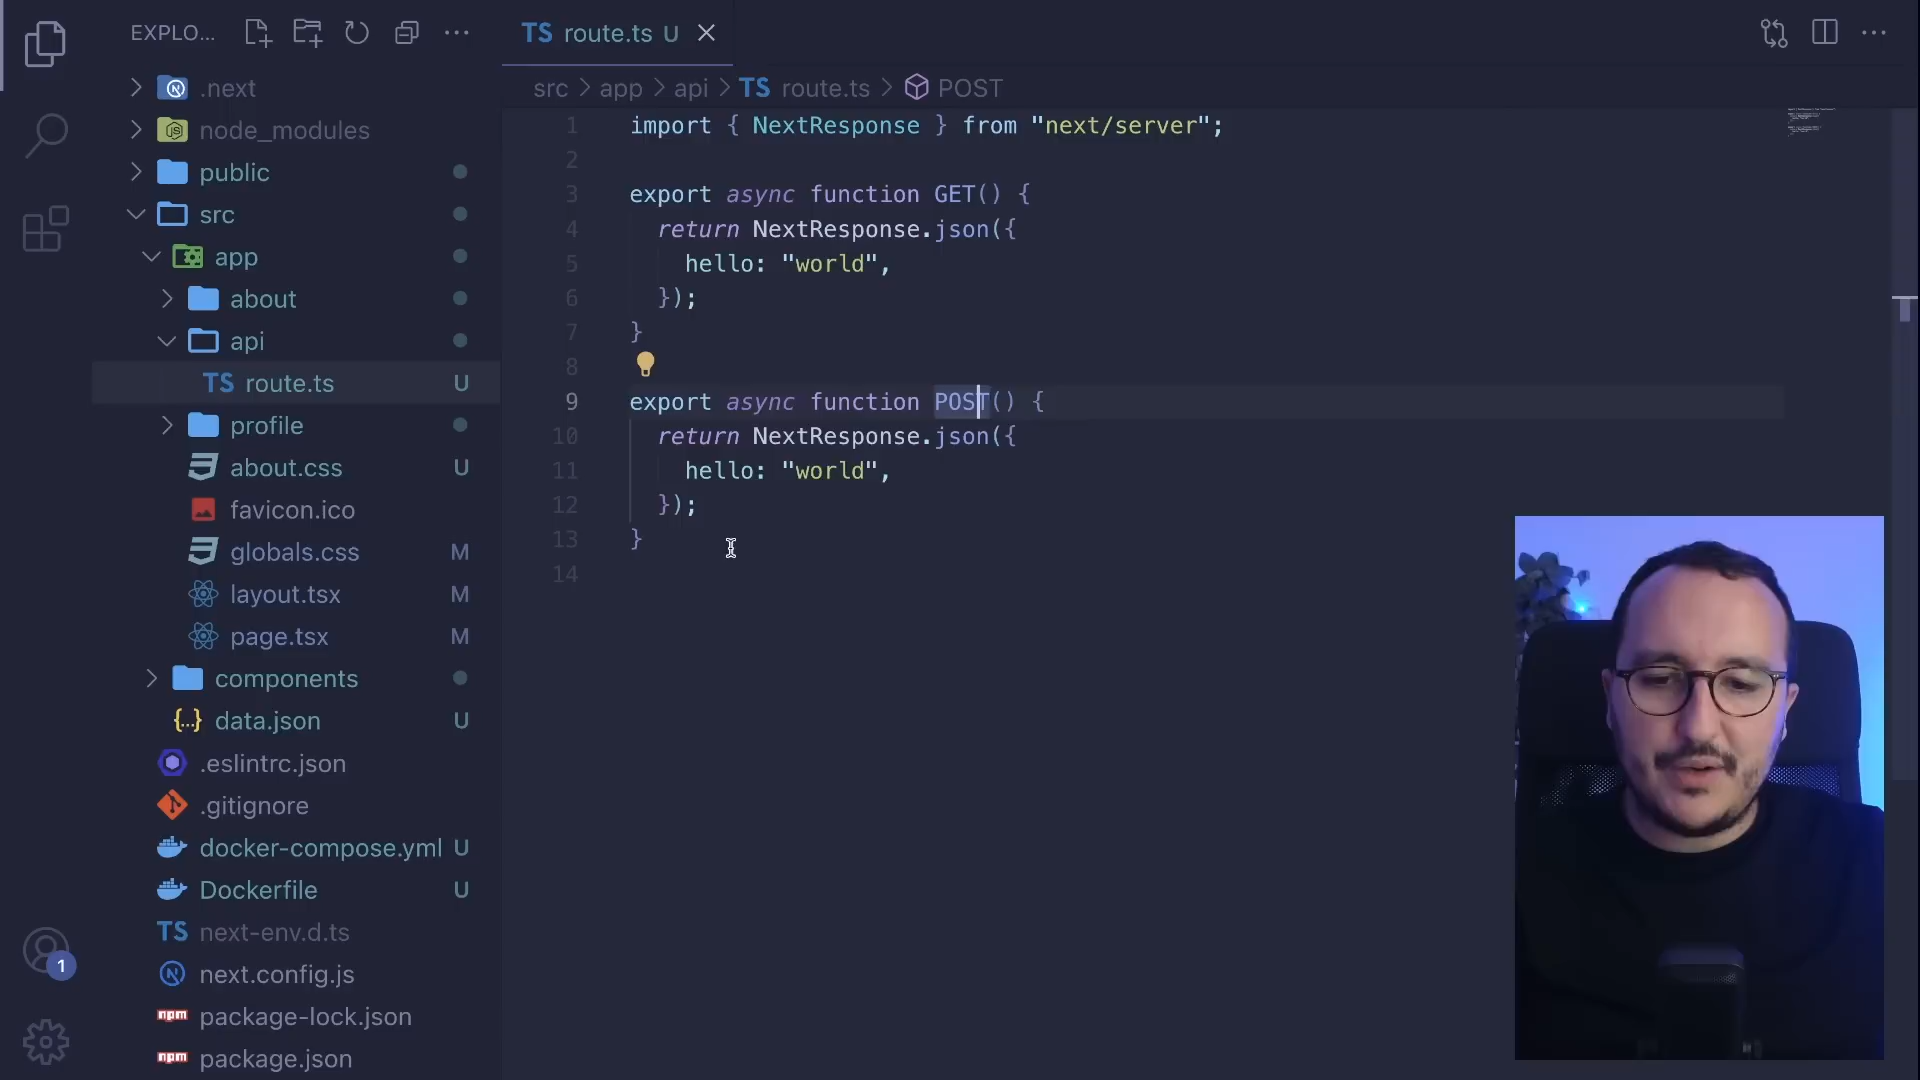 EXPLO...
.next
node_modules
public
src
app
about
api
TS route.ts U
profile
about.css U
favicon.ico
globals.css M
layout.tsx M
page.tsx M
components
{...} data.json U
.eslintrc.json
.gitignore
docker-compose.yml U
Dockerfile U
TS next-env.d.ts
next.config.js
npm package-lock.json
npm package.json
1
TS route.ts U
src > app > api > TS route.ts > POST
1 import { NextResponse } from "next/server";
2
3 export async function GET() {
4 return NextResponse.json({
5 hello: "world",
6 });
7 }
8
9 export async function POST() {
10 return NextResponse.json({
11 hello: "world",
12 });
13 }
14